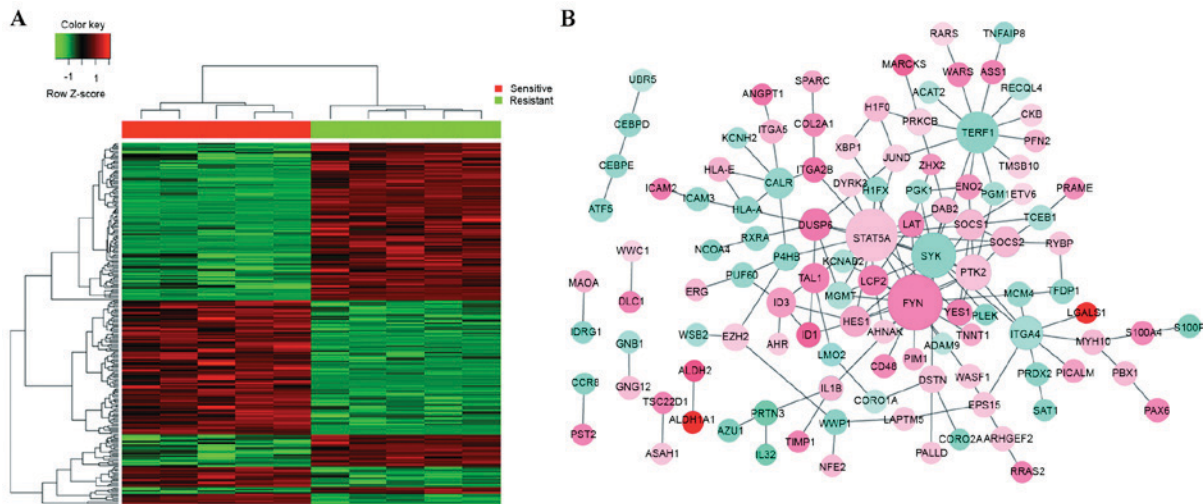 A
Color key
-1 1
Row Z-score
Sensitive
Resistant
B
RARS
TNFAIP8
MARCKS
WARS
ASS1
UBR5
SPARC
ANGPT1
ACAT2
RECQL4
CEBPD
COL2A1
H1F0
PRKCB
CKB
KCNH2
ITGA5
TERF1
PFN2
XBP1
JUND
CEBPE
HLA-E
ITGA2B
ZHX2
TMSB10
ICAM2
CALR
DYRK3
H1FX
PGK1
ENO2
PGM1
ETV6
PRAME
ATF5
ICAM3
HLA-A
DAB2
TCEB1
DUSP6
LAT
SOCS1
NCOA4
RXRA
STAT5A
SOCS2
RYBP
WWC1
P4HB
KCNAB2
SYK
MAOA
PUF60
TAL1
LCP2
PTK2
ERG
MGMT
MCM4
TFDP1
DLC1
ID3
FYN
YES1
PLEK
LGALS1
IDRG1
WSB2
HES1
TNNT1
ITGA4
S100A4
S100P
GNB1
EZH2
ID1
AHNAK
ADAM9
MYH10
AHR
LMO2
CD48
PIM1
CCR8
GNG12
ALDH2
DSTN
WASF1
PRDX2
PICALM
PBX1
IL1B
TSC22D1
CORO1A
SAT1
PST2
ALDH1A1
PRTN3
EPS15
PAX6
AZU1
TIMP1
WWP1
LAPTM5
IL32
CORO2A
ARHGEF2
ASAH1
NFE2
PALLD
RRAS2